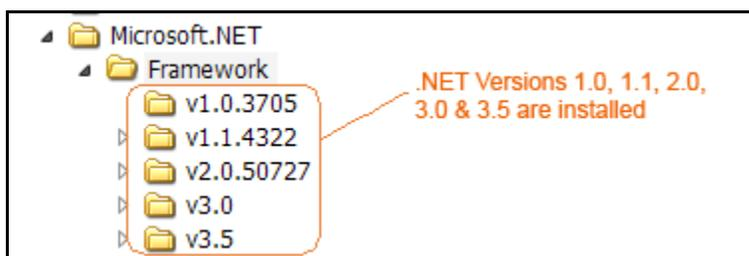 Microsoft.NET
Framework
v1.0.3705
v1.1.4322
v2.0.50727
v3.0
v3.5
.NET Versions 1.0, 1.1, 2.0,
3.0 & 3.5 are installed